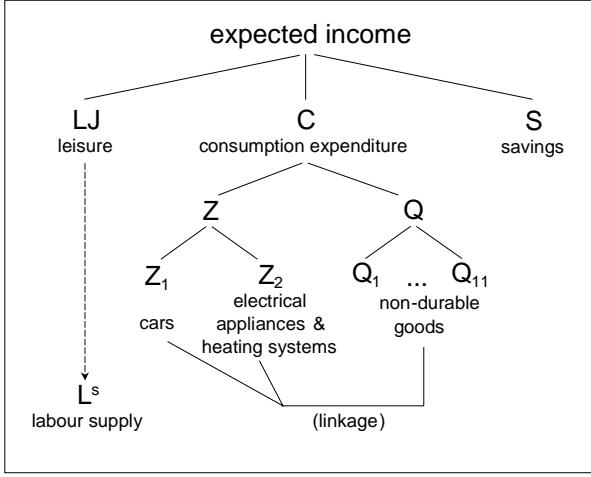 expected income
LJ C S
leisure consumption expenditure savings
Z Q
Z1 Z2 Q1 ... Q11
electrical appliances & heating systems
non-durable goods
cars
Ls
labour supply
(linkage)